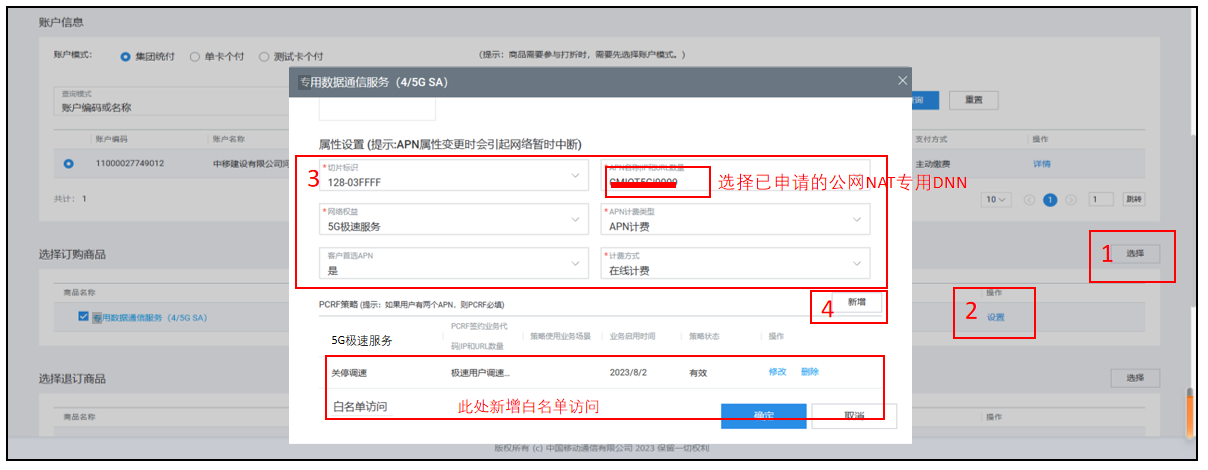 账户信息
账户模式:
集团统付
单卡个付
测试卡个付
(提示: 商品需要参与打折时, 需要先选择账户模式。)
查询模式
账户编码或名称
重置
账户编码
账户名称
支付方式
操作
11000027749012
中移建设有限公司河
主动缴费
详情
共计: 1
10
1
1
跳转
选择订购商品
1
选择
商品名称
操作
专用数据通信服务（4/5G SA）
2
设置
选择退订商品
选择
商品名称
操作
版权所有 (c) 中国移动通信有限公司 2023 保留一切权利
专用数据通信服务（4/5G SA）
属性设置 (提示:APN属性变更时会引起网络暂时中断)
3
*切片标识
128-03FFFF
选择已申请的公网NAT专用DNN
*网络权益
5G极速服务
*APN计费类型
APN计费
客户首选APN
是
*计费方式
在线计费
PCRF策略 (提示: 如果用户有两个APN, 则PCRF必填)
4
新增
5G极速服务
PCRF签约业务代
码IP和URL数量
策略使用业务场景
业务启用时间
策略状态
操作
关停调速
极速用户调速...
2023/8/2
有效
修改
删除
白名单访问
此处新增白名单访问
确定
取消